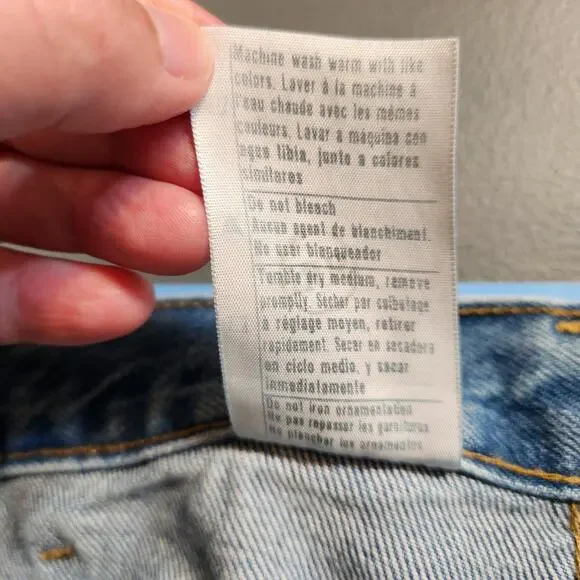 Machine wash warm with like
colors. Laver à la machine à
l'eau chaude avec les mêmes
couleurs. Lavar a maquina con
agua tibia, junto a colores
similares
Do not bleach
Aucun agent de blanchiment.
No usar blanqueador
Tumble dry medium, remove
promptly. Sécher par culbutage
à réglage moyen, retirer
rapidement. Secar en secadora
en ciclo medio, y sacar
inmediatamente
Do not iron ornamentation
Ne pas repasser les garnitures
No planchar los ornamentos